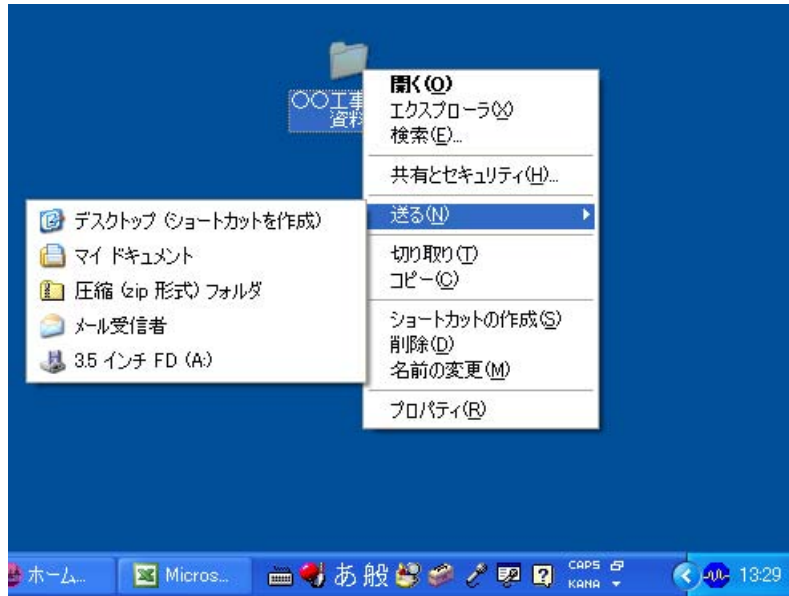 ○○工事
資料
開く(O)
エクスプローラ(X)
検索(E)...
共有とセキュリティ(H)...
送る(N)
切り取り(T)
コピー(C)
ショートカットの作成(S)
削除(D)
名前の変更(M)
プロパティ(R)
デスクトップ (ショートカットを作成)
マイ ドキュメント
圧縮 (zip 形式) フォルダ
メール受信者
3.5 インチ FD (A:)
ホーム...
Micros...
あ 般
CAPS
KANA
13:29